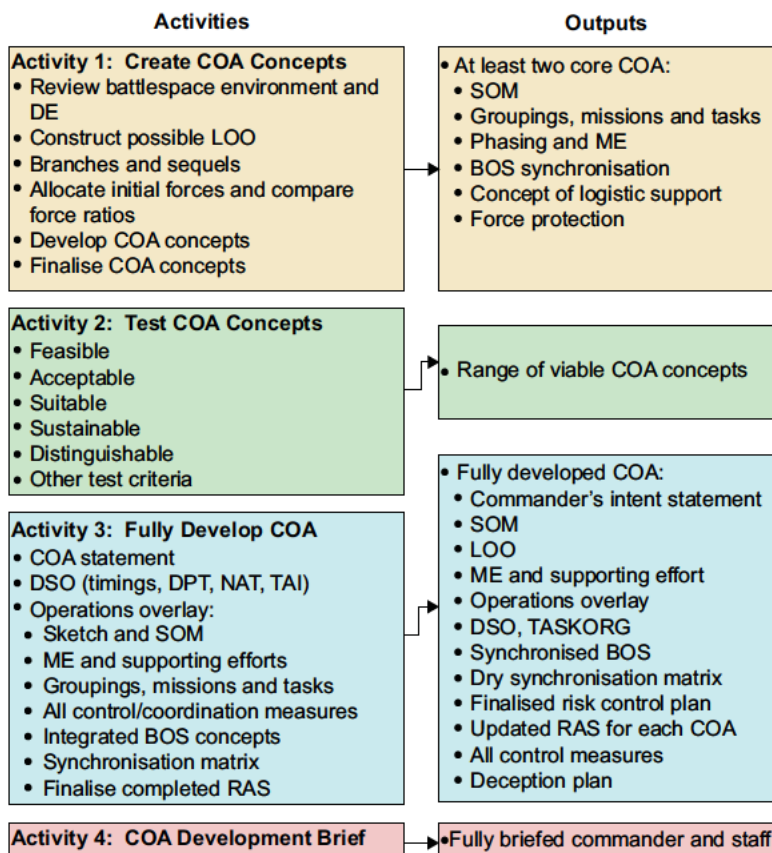 Activities
Outputs
Activity 1:  Create COA Concepts
• Review battlespace environment and
DE
• Construct possible LOO
• Branches and sequels
• Allocate initial forces and compare
force ratios
• Develop COA concepts
• Finalise COA concepts
• At least two core COA:
• SOM
• Groupings, missions and tasks
• Phasing and ME
• BOS synchronisation
• Concept of logistic support
• Force protection
Activity 2:  Test COA Concepts
• Feasible
• Acceptable
• Suitable
• Sustainable
• Distinguishable
• Other test criteria
• Range of viable COA concepts
Activity 3:  Fully Develop COA
• COA statement
• DSO (timings, DPT, NAT, TAI)
• Operations overlay:
• Sketch and SOM
• ME and supporting efforts
• Groupings, missions and tasks
• All control/coordination measures
• Integrated BOS concepts
• Synchronisation matrix
• Finalise completed RAS
• Fully developed COA:
• Commander's intent statement
• SOM
• LOO
• ME and supporting effort
• Operations overlay
• DSO, TASKORG
• Synchronised BOS
• Dry synchronisation matrix
• Finalised risk control plan
• Updated RAS for each COA
• All control measures
• Deception plan
Activity 4:  COA Development Brief
•Fully briefed commander and staff